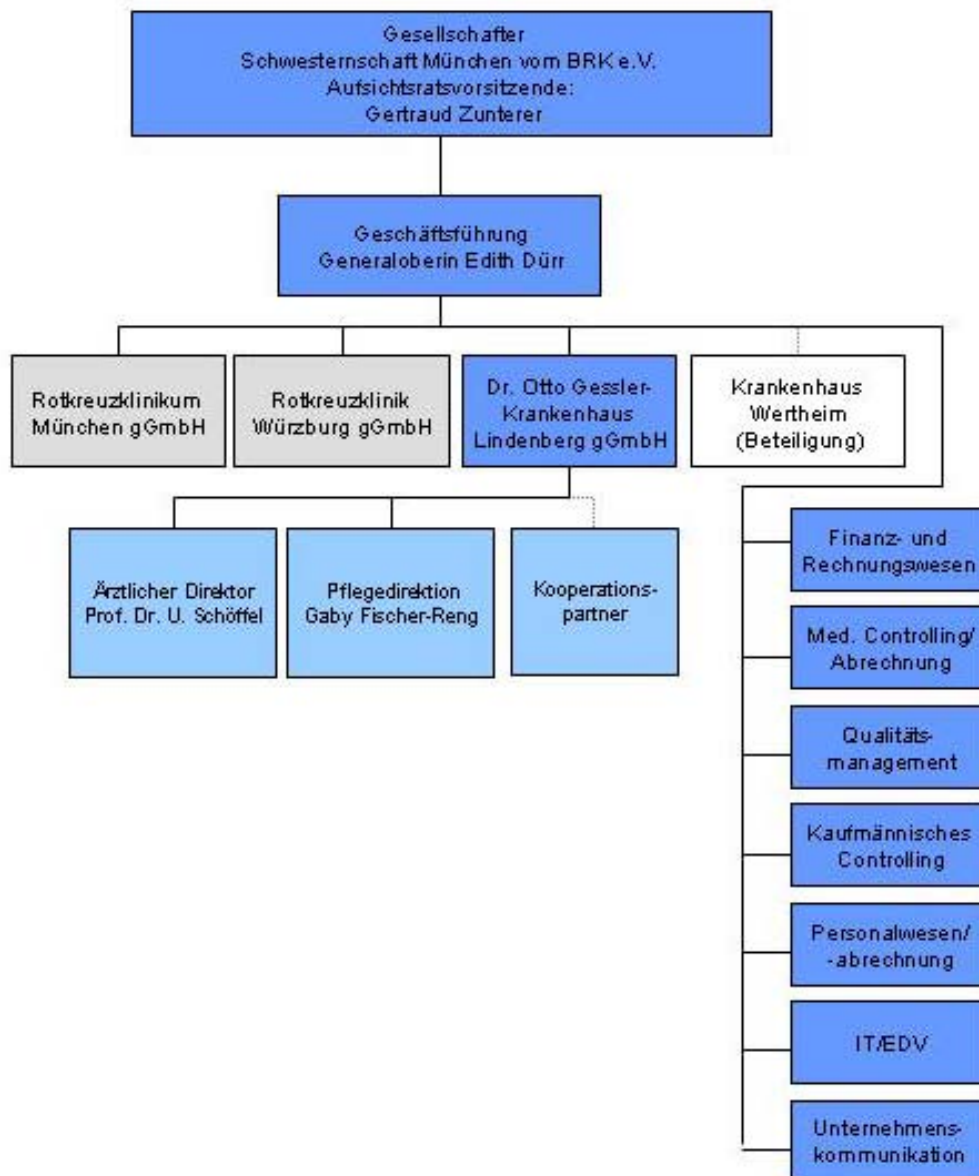 Gesellschafter
Schwesternschaft München vom BRK e.V.
Aufsichtsratsvorsitzende:
Gertraud Zunterer
Geschäftsführung
Generaloberin Edith Dürr
Rotkreuzklinikum
München gGmbH
Rotkreuzklinik
Würzburg gGmbH
Dr. Otto Gessler-
Krankenhaus
Lindenberg gGmbH
Krankenhaus
Wertheim
(Beteiligung)
Ärztlicher Direktor
Prof. Dr. U. Schöffel
Pflegedirektion
Gaby Fischer-Reng
Kooperations-
partner
Finanz- und
Rechnungswesen
Med. Controlling/
Abrechnung
Qualitäts-
management
Kaufmännisches
Controlling
Personalwesen/
-abrechnung
IT/EDV
Unternehmens-
kommunikation